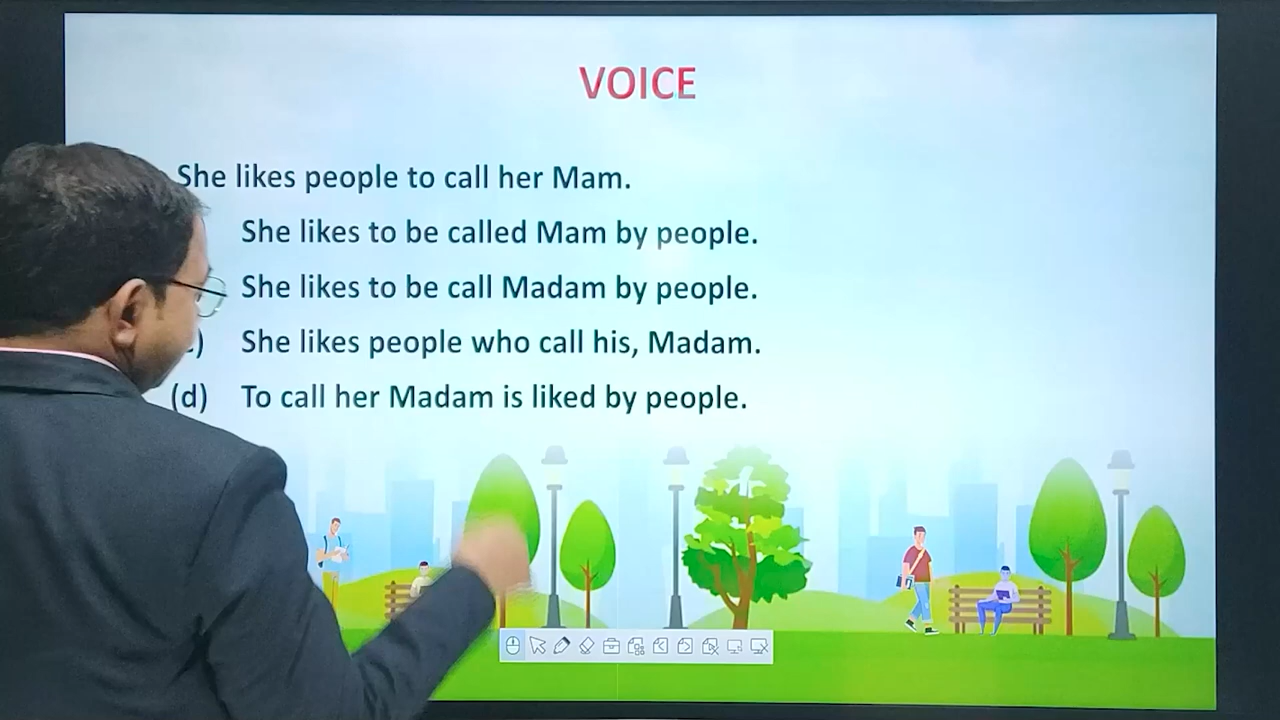 VOICE
She likes people to call her Mam.
She likes to be called Mam by people.
She likes to be call Madam by people.
) She likes people who call his, Madam.
(d) To call her Madam is liked by people.